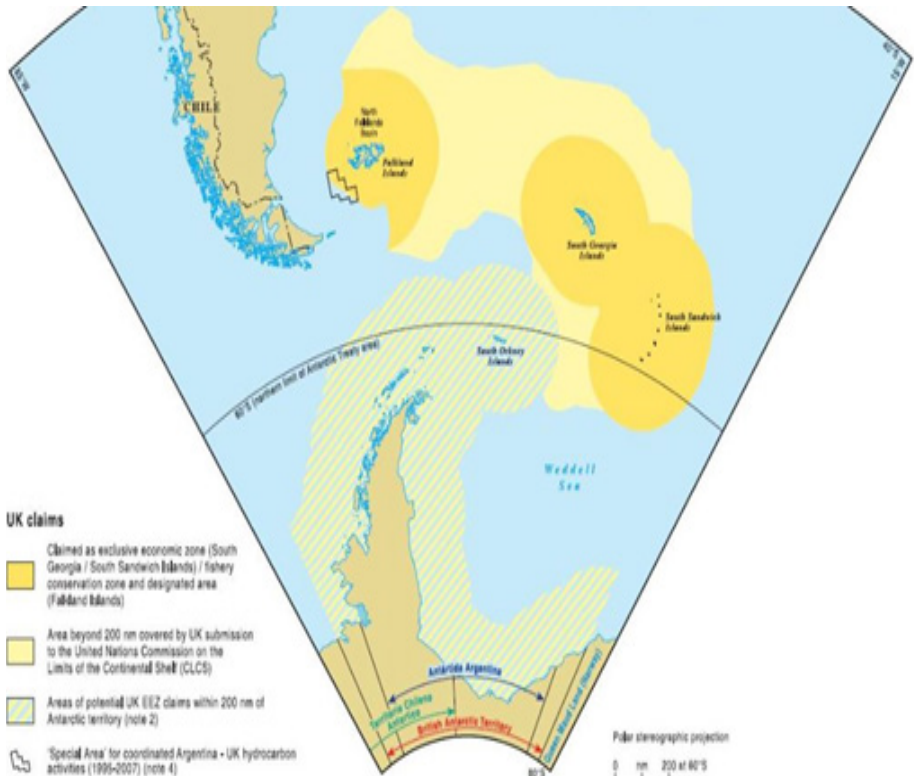 CHILE
North
Falklands
Basin
Falkland
Islands
South Georgia
Islands
South Sandwich
Islands
60°S (northern limit of Antarctic Treaty area)
South Orkney
Islands
Weddell
Sea
UK claims
Claimed as exclusive economic zone (South
Georgia / South Sandwich Islands) / fishery
conservation zone and designated area
(Falkland Islands)
Area beyond 200 nm covered by UK submission
to the United Nations Commission on the
Limits of the Continental Shelf (CLCS)
Areas of potential UK EEZ claims within 200 nm of
Antarctic territory (note 2)
'Special Area' for coordinated Argentina - UK hydrocarbon
activities (1995-2007) (note 4)
Antártida Argentina
Territorio Chileno
Antártico
British Antarctic Territory
Queen Maud Land (Norway)
80°S
Polar stereographic projection
0 nm 200 at 60°S